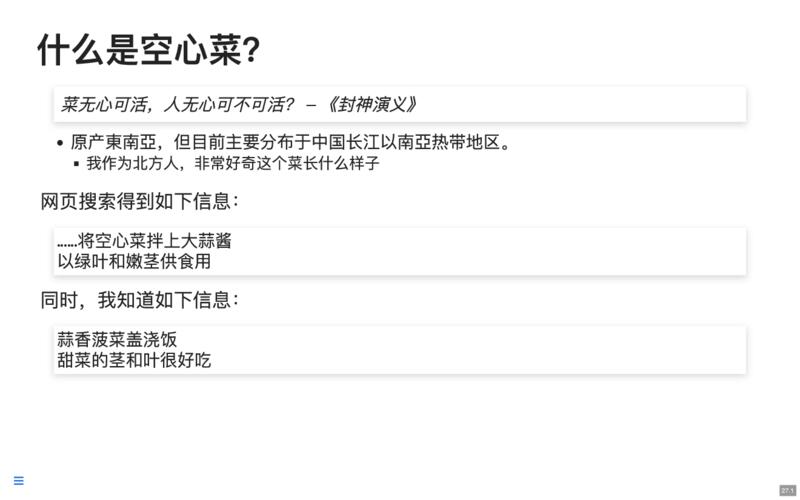 什么是空心菜?
菜无心可活，人无心可不可活？ – 《封神演义》
原产東南亞，但目前主要分布于中国长江以南亞热带地区。
我作为北方人，非常好奇这个菜长什么样子
网页搜索得到如下信息：
……将空心菜拌上大蒜酱
以绿叶和嫩茎供食用
同时，我知道如下信息：
蒜香菠菜盖浇饭
甜菜的茎和叶很好吃
27.1